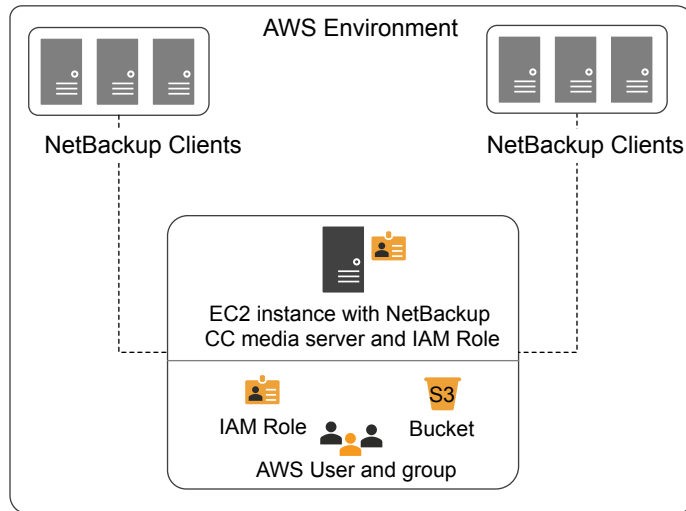 AWS Environment
NetBackup Clients
NetBackup Clients
EC2 instance with NetBackup
CC media server and IAM Role
IAM Role
S3
Bucket
AWS User and group